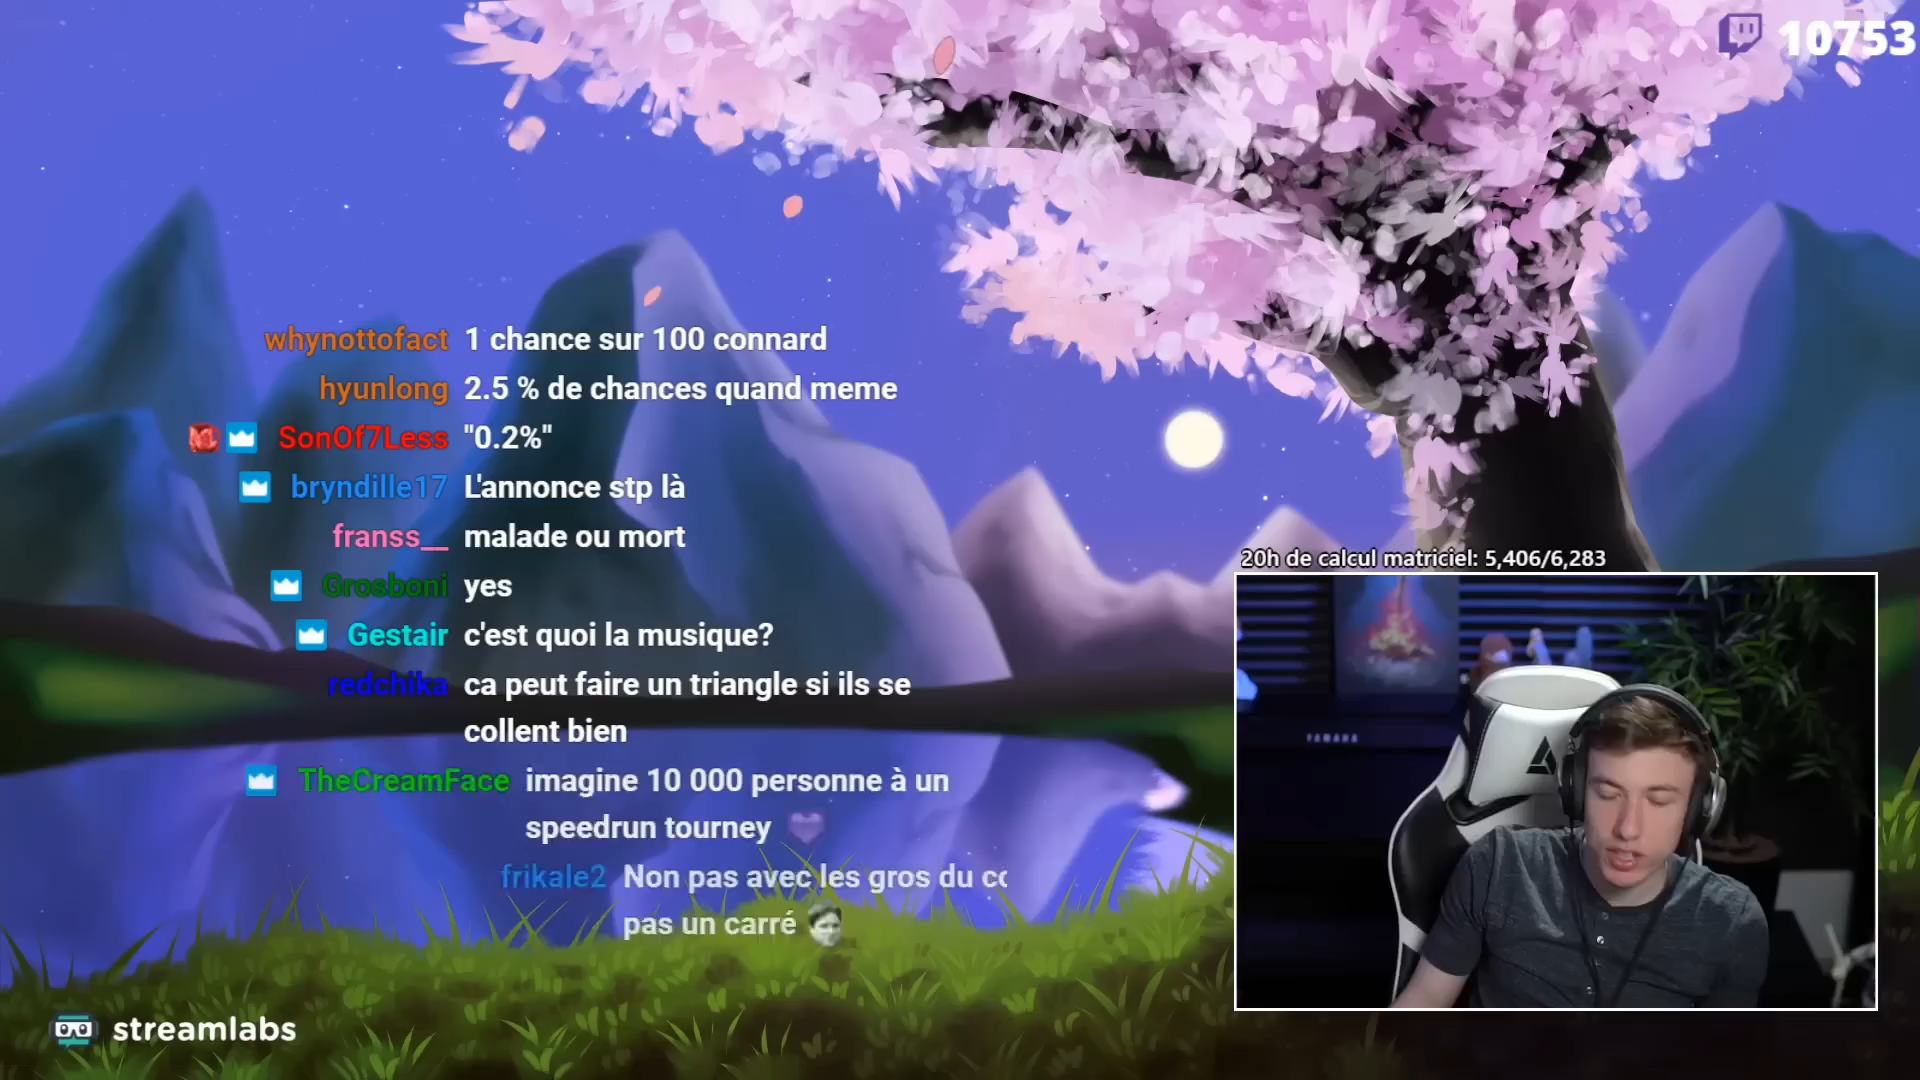 10753
whynottofact 1 chance sur 100 connard
hyunlong 2.5 % de chances quand meme
SonOf7Less "0.2%"
bryndille17 L'annonce stp là
franss__ malade ou mort
Grosboni yes
Gestair c'est quoi la musique?
redchika ca peut faire un triangle si ils se
collent bien
TheCreamFace imagine 10 000 personne à un
speedrun tourney
frikale2 Non pas avec les gros du
pas un carré
20h de calcul matriciel: 5,406/6,283
YAMAHA
streamlabs